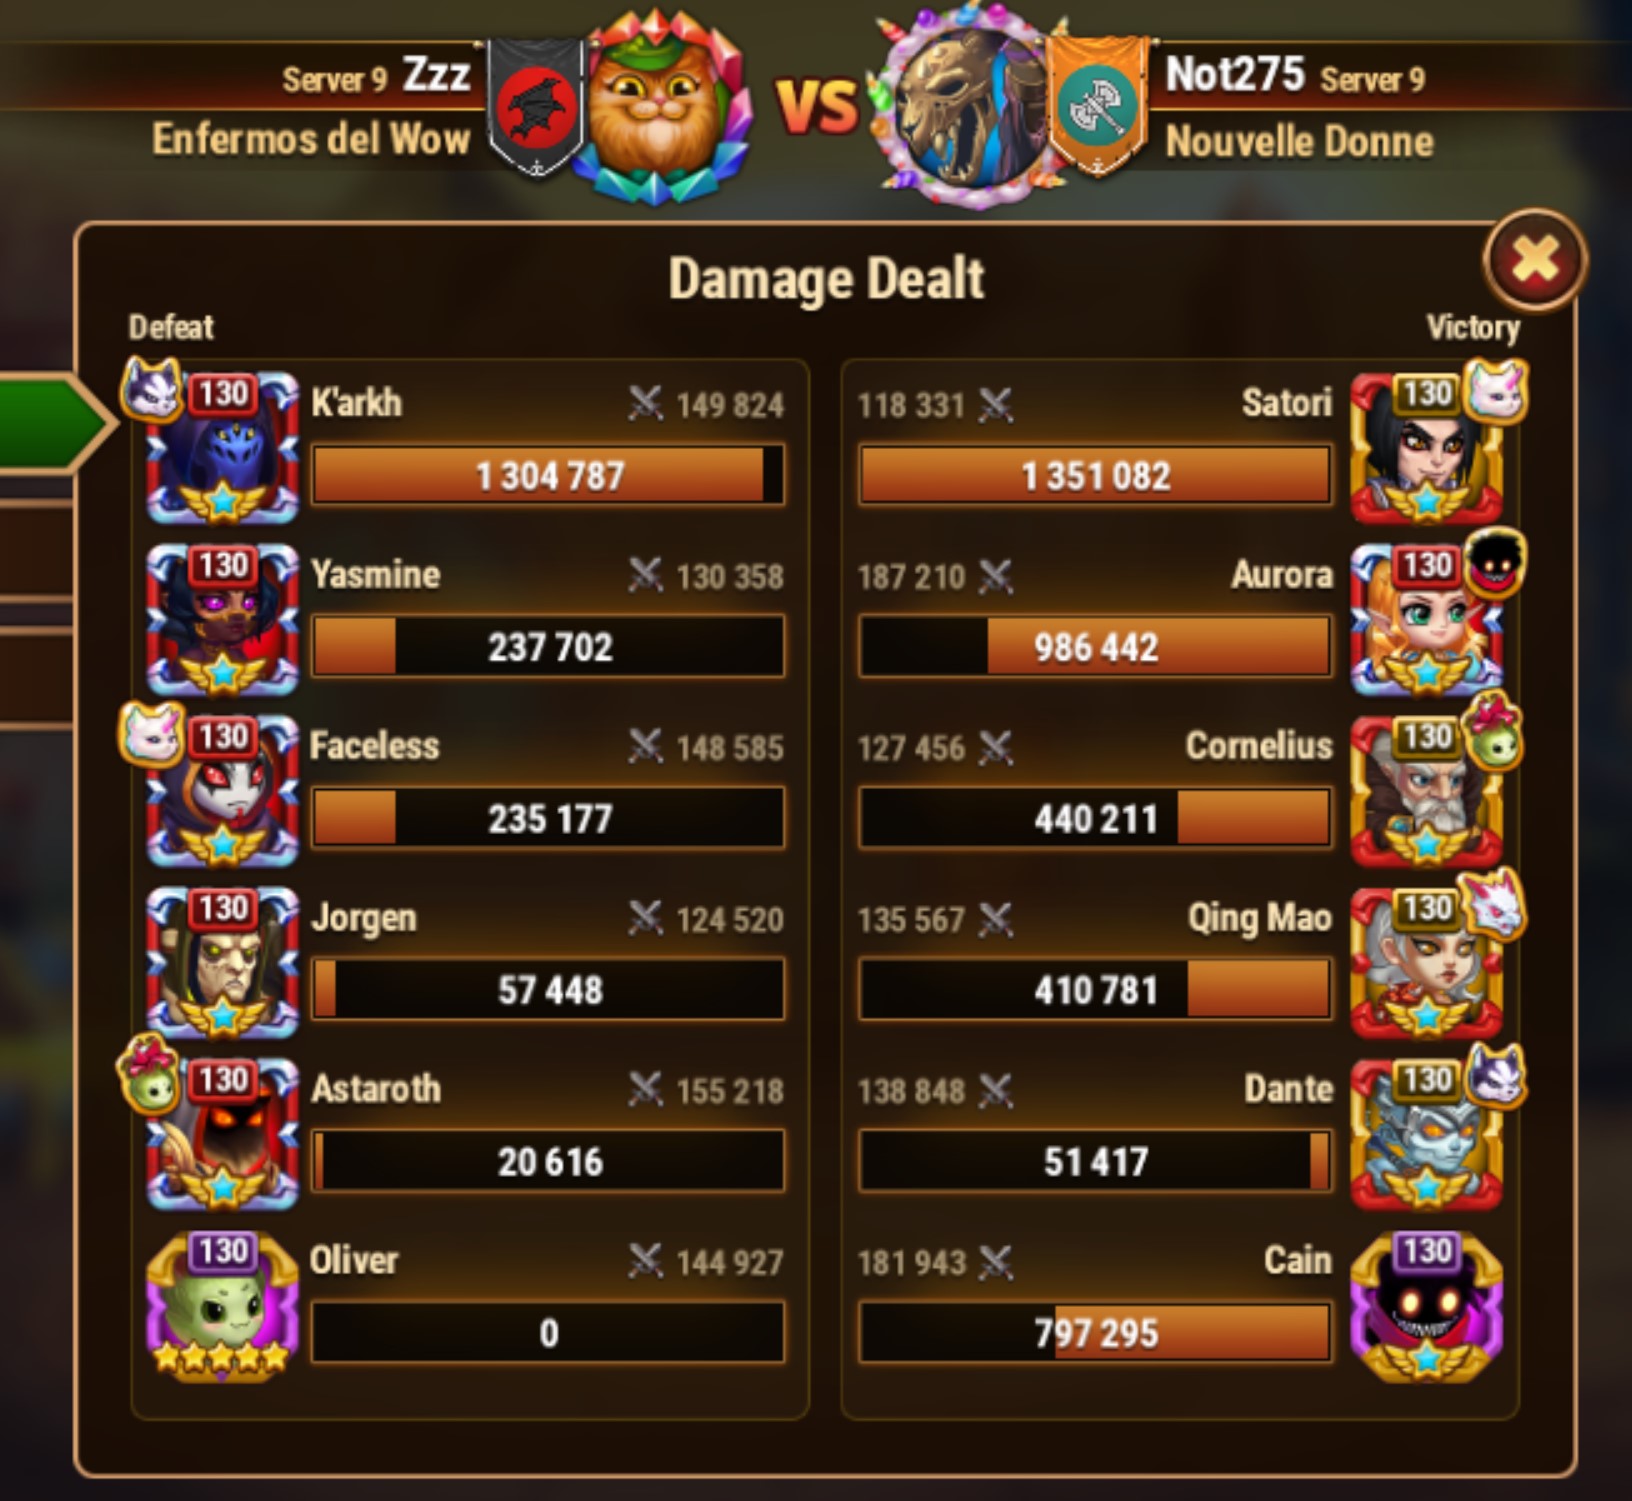 Server 9 Zzz
Enfermos del Wow
VS
Not275 Server 9
Nouvelle Donne
Damage Dealt
Defeat
Victory
130 K'arkh 149 824
1 304 787
130 Yasmine 130 358
237 702
130 Faceless 148 585
235 177
130 Jorgen 124 520
57 448
130 Astaroth 155 218
20 616
130 Oliver 144 927
0
118 331 Satori 130
1 351 082
187 210 Aurora 130
986 442
127 456 Cornelius 130
440 211
135 567 Qing Mao 130
410 781
138 848 Dante 130
51 417
181 943 Cain 130
797 295